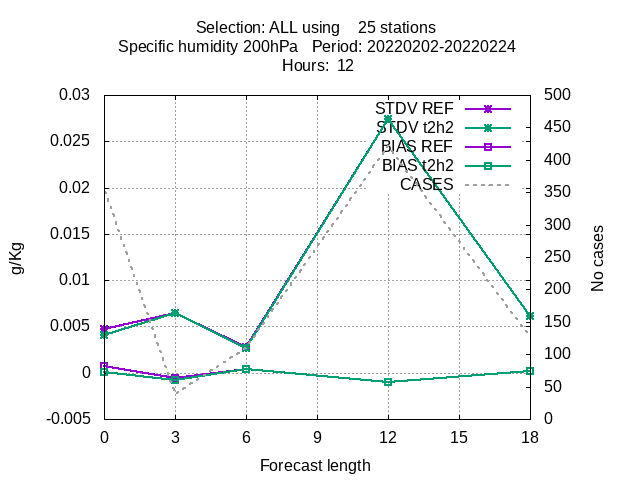 Selection: ALL using    25 stations
Specific humidity 200hPa   Period: 20220202-20220224
Hours:  12
STDV REF
STDV t2h2
BIAS REF
BIAS t2h2
CASES
0.03
0.025
0.02
0.015
0.01
0.005
0
-0.005
g/Kg
500
450
400
350
300
250
200
150
100
50
0
No cases
0 3 6 9 12 15 18
Forecast length